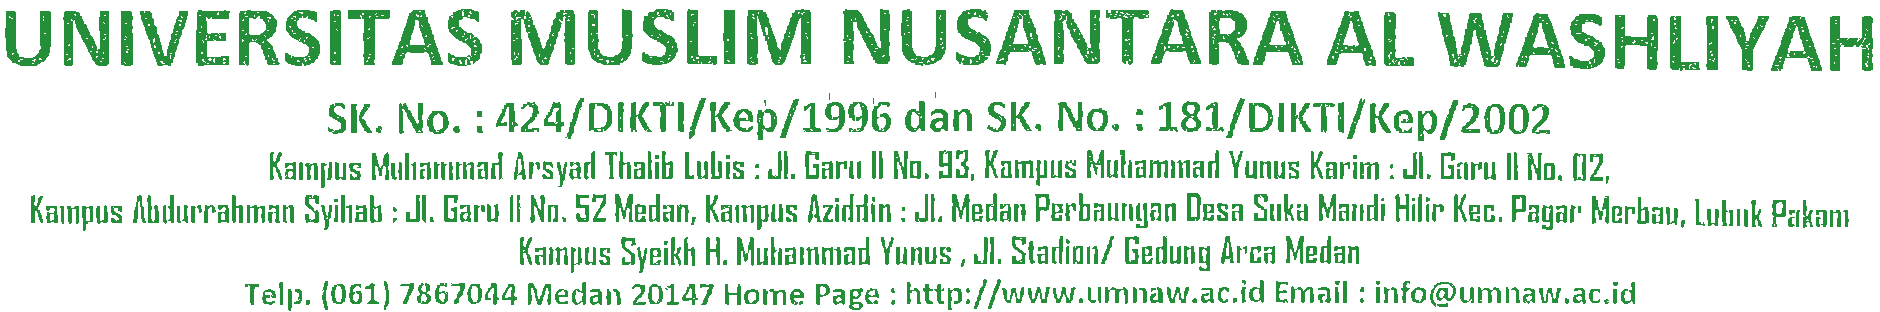 UNIVERSITAS MUSLIM NUSANTARA AL WASHLIYAH
SK. No. : 424/DIKTI/Kep/1996 dan SK. No. : 181/DIKTI/Kep/2002
Kampus Muhammad Arsyad Thalib Lubis : Jl. Garu II No. 93, Kampus Muhammad Yunus Karim : Jl. Garu II No. 02,
Kampus Abdurrahman Syihab : Jl. Garu II No. 52 Medan, Kampus Aziddin : Jl. Medan Perbaungan Desa Suka Mandi Hilir Kec. Pagar Merbau, Lubuk Pakam
Kampus Syeikh H. Muhammad Yunus , Jl. Stadion/ Gedung Arca Medan
Telp. (061) 7867044 Medan 20147 Home Page : http://www.umnaw.ac.id Email : info@umnaw.ac.id